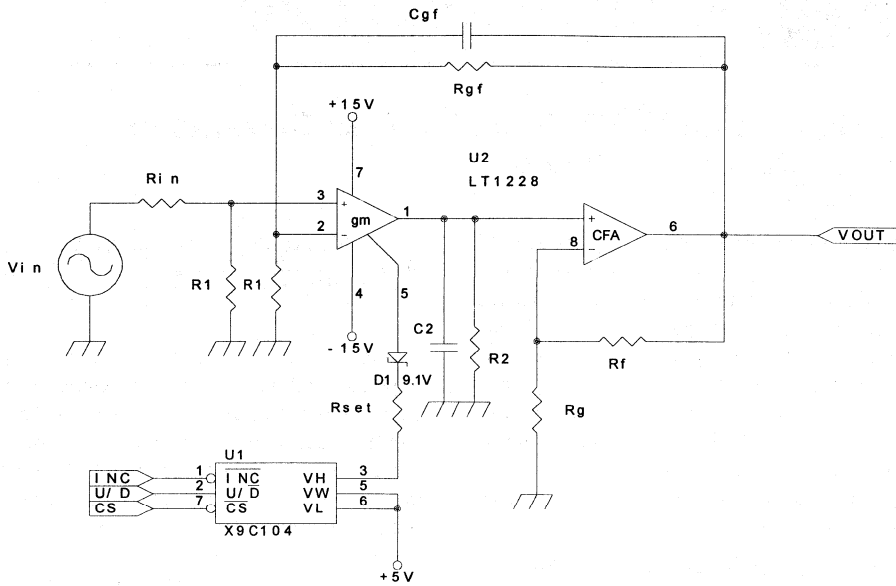 Cgf
Rgf
+15V
7
U2
LT1228
Rin
3
+
gm
1
2
-
Vin
R1
R1
4
-15V
5
C2
R2
D1 9.1V
Rset
+
CFA
6
8
-
VOUT
Rf
Rg
U1
INC
1
INC
VH
3
U/D
2
U/D
VW
5
CS
7
CS
VL
6
X9C104
+5V